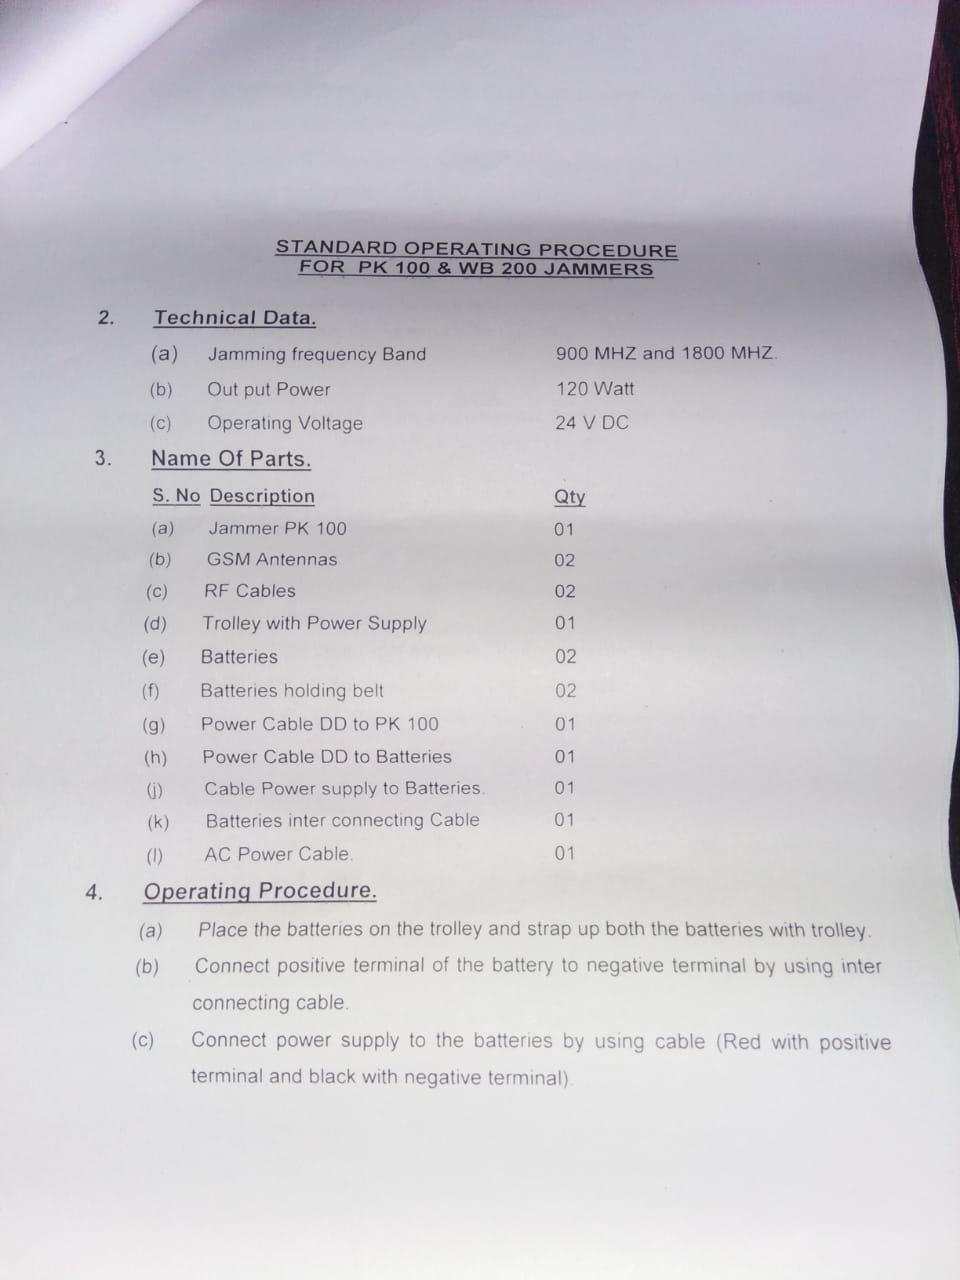 STANDARD OPERATING PROCEDURE
FOR PK 100 & WB 200 JAMMERS
2. Technical Data.
(a) Jamming frequency Band 900 MHZ and 1800 MHZ.
(b) Out put Power 120 Watt
(c) Operating Voltage 24 V DC
3. Name Of Parts.
S. No Description Qty
(a) Jammer PK 100 01
(b) GSM Antennas 02
(c) RF Cables 02
(d) Trolley with Power Supply 01
(e) Batteries 02
(f) Batteries holding belt 02
(g) Power Cable DD to PK 100 01
(h) Power Cable DD to Batteries 01
(j) Cable Power supply to Batteries. 01
(k) Batteries inter connecting Cable 01
(l) AC Power Cable. 01
4. Operating Procedure.
(a) Place the batteries on the trolley and strap up both the batteries with trolley.
(b) Connect positive terminal of the battery to negative terminal by using inter
connecting cable.
(c) Connect power supply to the batteries by using cable (Red with positive
terminal and black with negative terminal).